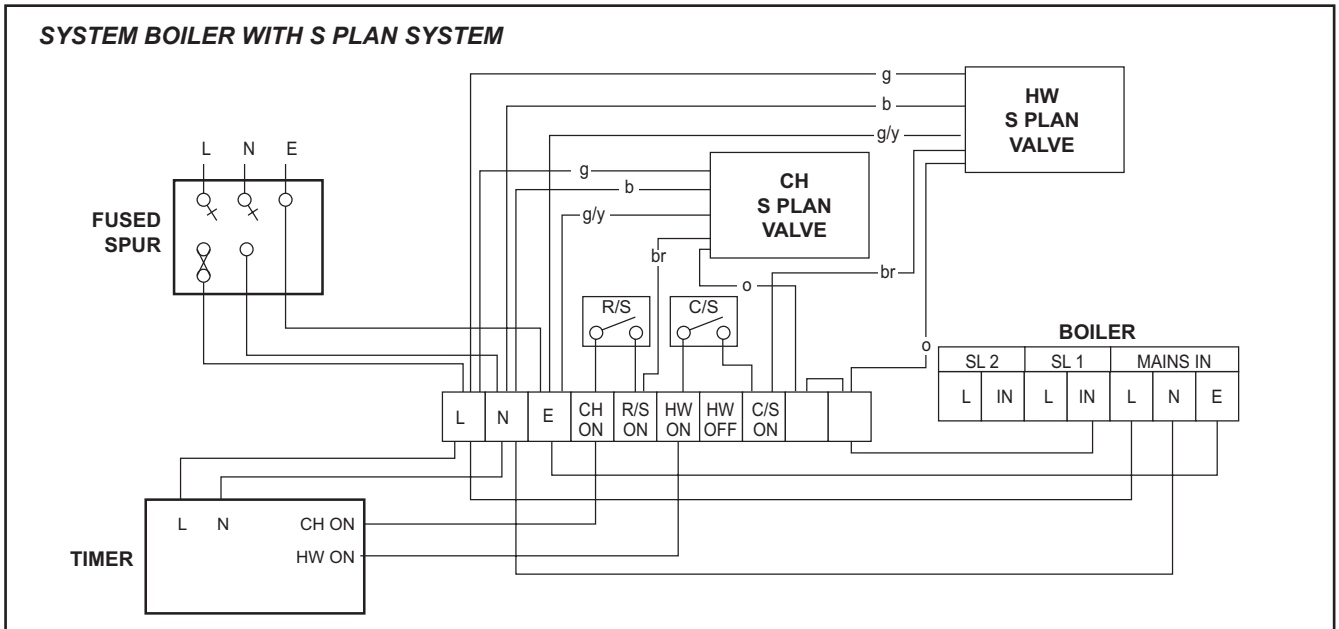 SYSTEM BOILER WITH S PLAN SYSTEM
g
b
g/y
HW
S PLAN
VALVE
L N E
FUSED
SPUR
g
b
g/y
br
o
CH
S PLAN
VALVE
br
o
R/S
C/S
BOILER
SL 2 SL 1 MAINS IN
L IN L IN L N E
L N E CH ON R/S ON HW ON HW OFF C/S ON
TIMER
L N CH ON
HW ON